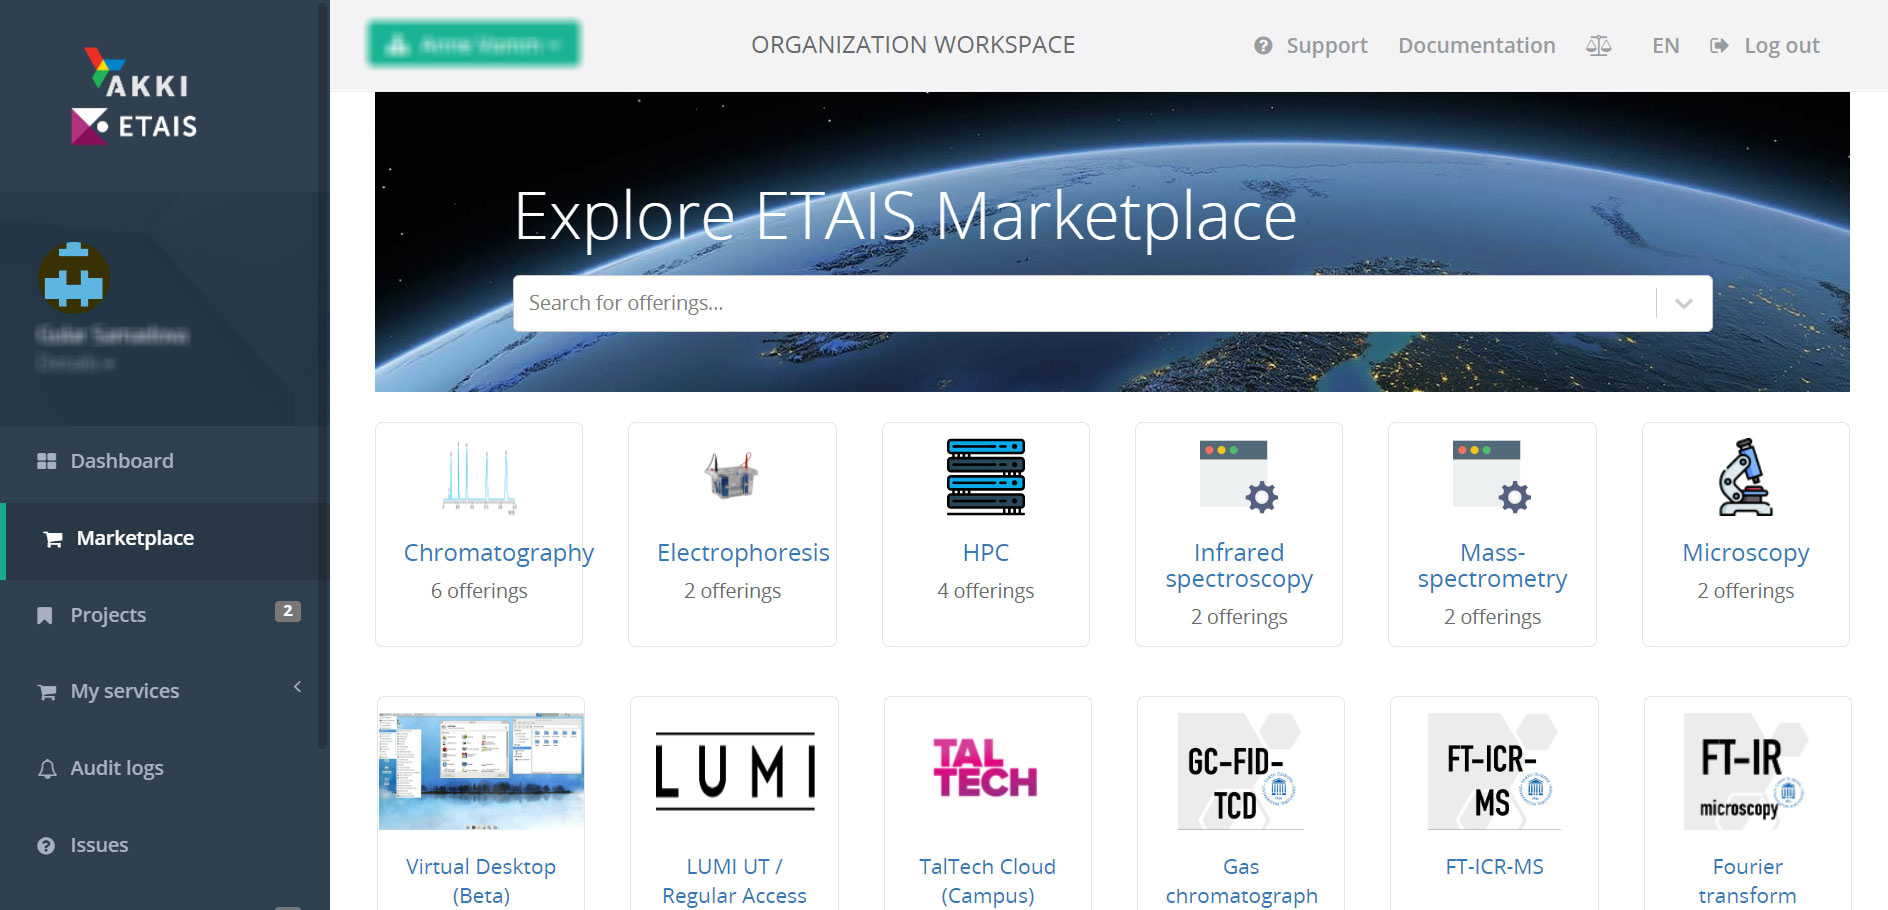 AKKI
ETAIS
ORGANIZATION WORKSPACE
Support
Documentation
EN
Log out
Explore ETAIS Marketplace
Search for offerings...
Dashboard
Marketplace
Projects
2
My services
Audit logs
Issues
Chromatography
6 offerings
Electrophoresis
2 offerings
HPC
4 offerings
Infrared
spectroscopy
2 offerings
Mass-
spectrometry
2 offerings
Microscopy
2 offerings
Virtual Desktop
(Beta)
LUMI
LUMI UT /
Regular Access
TAL
TECH
TalTech Cloud
(Campus)
GC-FID-
TCD
Gas
chromatograph
FT-ICR-
MS
FT-ICR-MS
FT-IR
microscopy
Fourier
transform